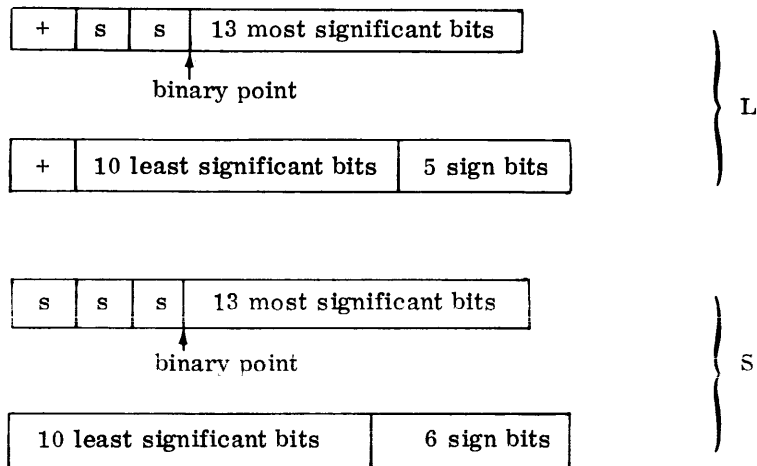 + s s 13 most significant bits
binary point
L
+ 10 least significant bits 5 sign bits
s s s 13 most significant bits
binary point
S
10 least significant bits 6 sign bits